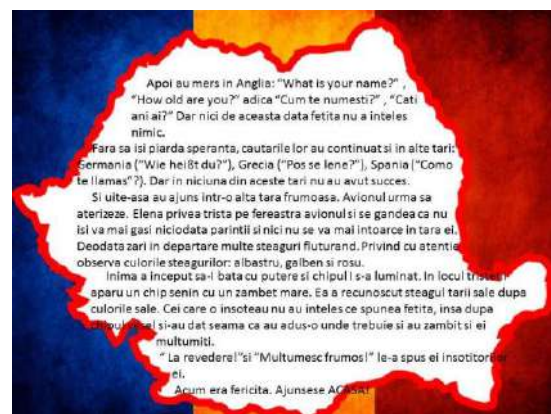 Apoi au mers in Anglia: "What is your name?" ,
"How old are you?" adica "Cum te numesti?" , "Cati
ani ai?" Dar nici de aceasta data fetita nu a inteles
nimic.
Fara sa isi piarda speranta, cautarile lor au continuat si in alte tari:
Germania ("Wie heißt du?"), Grecia ("Pos se lene?"), Spania ("Como
te llamas"?). Dar in niciuna din aceste tari nu au avut succes.
Si uite-asa au ajuns intr-o alta tara frumoasa. Avionul urma sa
aterizeze. Elena privea trista pe fereastra avionul si se gandea ca nu
isi va mai gasi niciodata parintii si nici nu se va mai intoarce in tara ei.
Deodata zari in departare multe steaguri fluturand. Privind cu atentie
observa culorile steagurilor: albastru, galben si rosu.
Inima a inceput sa-i bata cu putere si chipul i s-a luminat. In locul tristetii
aparu un chip senin cu un zambet mare. Ea a recunoscut steagul tarii sale dupa
culorile sale. Cei care o insoteau nu au inteles ce spunea fetita, insa dupa
chipul vesel si-au dat seama ca au adus-o unde trebuie si au zambit si ei
multumiti.
" La revedere!"si "Multumesc frumos!" le-a spus ei insotitorilor
ei.
Acum era fericita. Ajunsese ACASA!